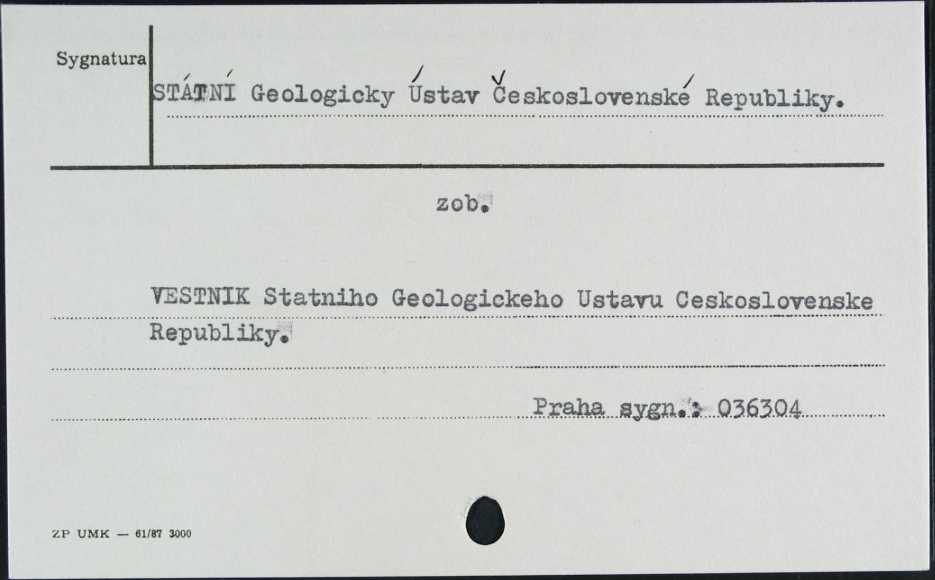 Sygnatura
STÁTNÍ Geologicky Ústav Československé Republiky.
zob.
VESTNIK Statniho Geologickeho Ustavu Ceskoslovenske
Republiky.
Praha sygn.: 036304
ZP UMK — 61/87 3000